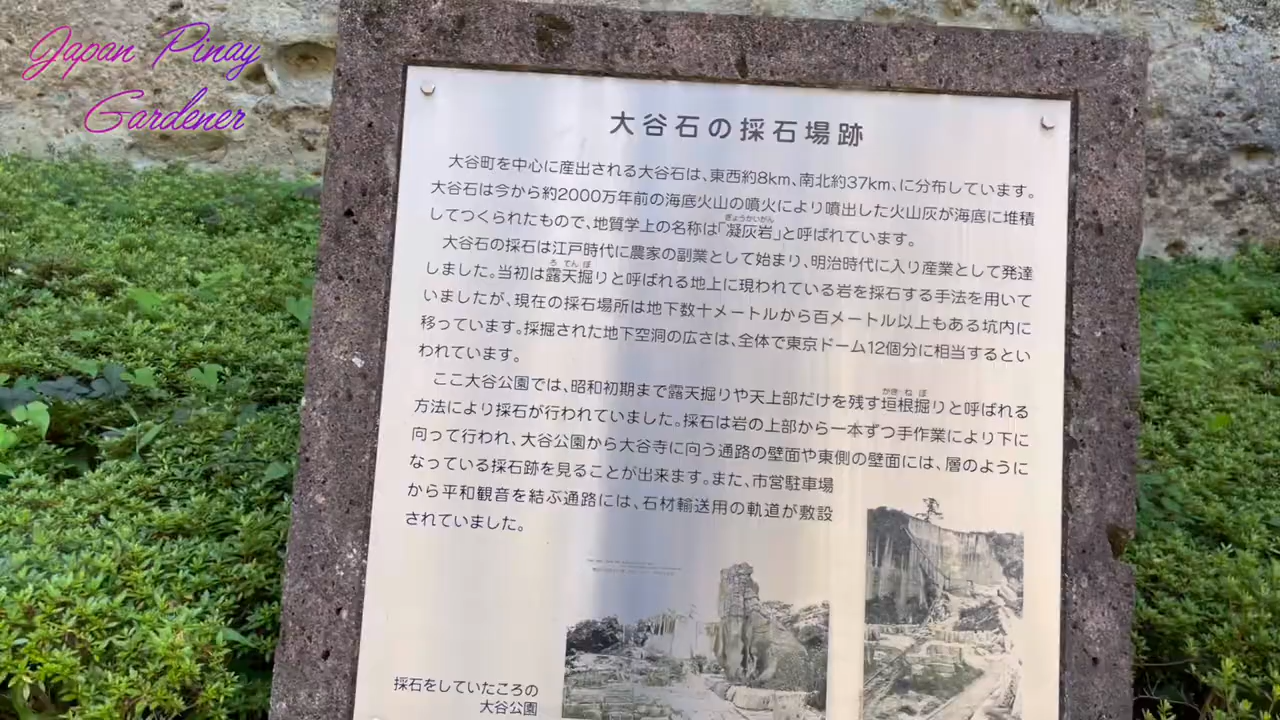 Japan Pinay
Gardener
大谷石の採石場跡
大谷町を中心に産出される大谷石は、東西約8km、南北約37km、に分布しています。
大谷石は今から約2000万年前の海底火山の噴火により噴出した火山灰が海底に堆積
ぎょうかいがん
してつくられたもので、地質学上の名称は「凝灰岩」と呼ばれています。
大谷石の採石は江戸時代に農家の副業として始まり、明治時代に入り産業として発達
ろてんぼ
しました。当初は露天掘りと呼ばれる地上に現われている岩を採石する手法を用いて
いましたが、現在の採石場所は地下数十メートルから百メートル以上もある坑内に
移っています。採掘された地下空洞の広さは、全体で東京ドーム12個分に相当するとい
われています。
かきねぼ
ここ大谷公園では、昭和初期まで露天掘りや天上部だけを残す垣根掘りと呼ばれる
方法により採石が行われていました。採石は岩の上部から一本ずつ手作業により下に
向って行われ、大谷公園から大谷寺に向う通路の壁面や東側の壁面には、層のように
なっている採石跡を見ることが出来ます。また、市営駐車場
から平和観音を結ぶ通路には、石材輸送用の軌道が敷設
されていました。
採石をしていたころの
大谷公園